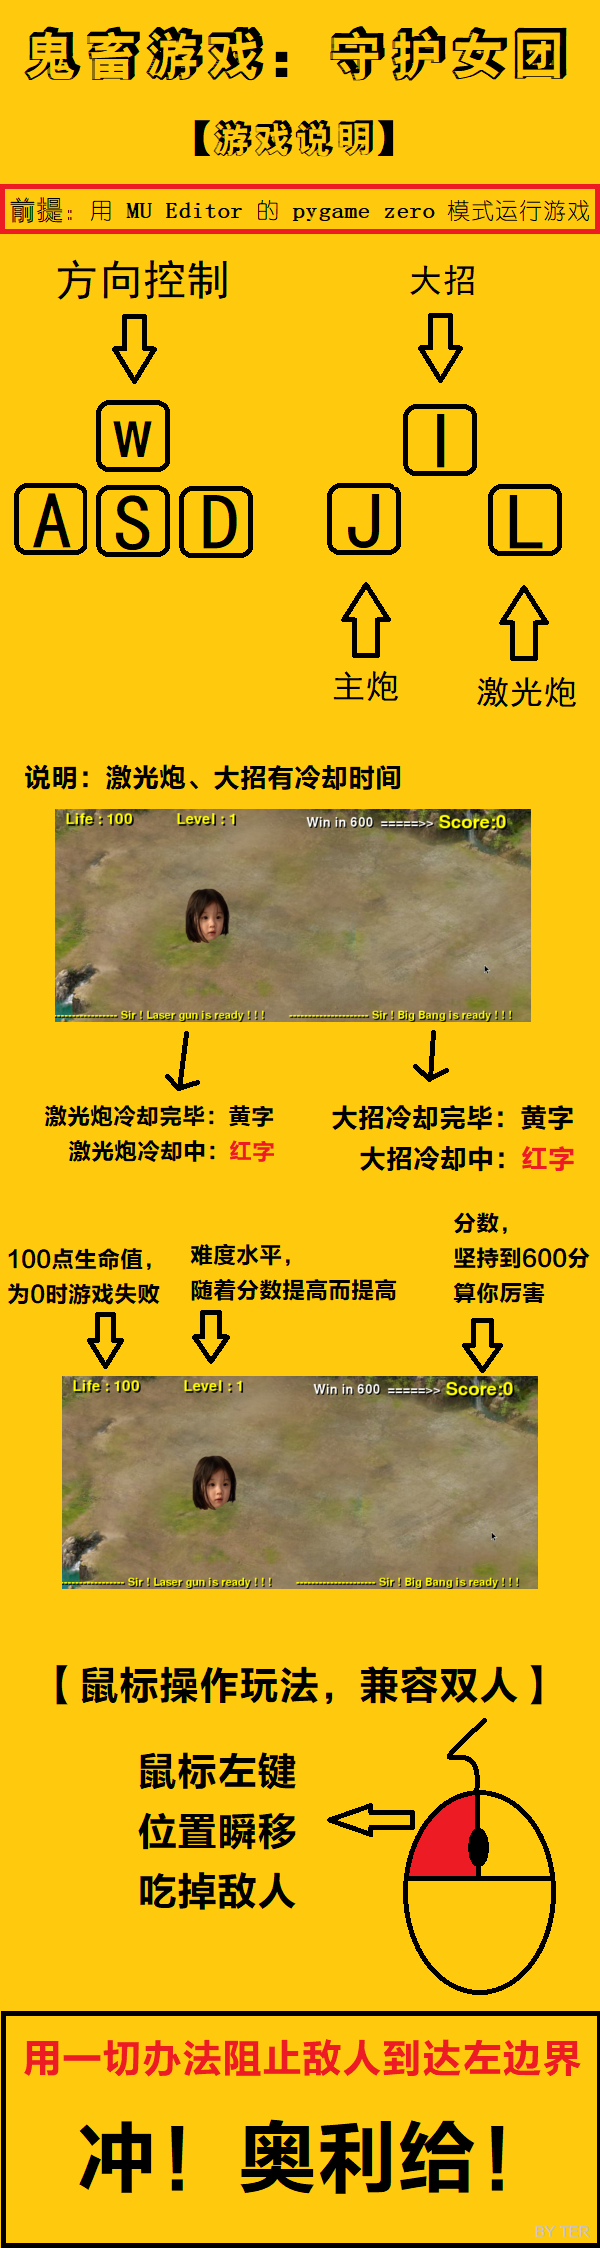 鬼畜游戏：守护女团
【游戏说明】
前提：用 MU Editor 的 pygame zero 模式运行游戏
方向控制
大招
W
I
A S D
J
L
主炮
激光炮
说明：激光炮、大招有冷却时间
Life : 100
Level : 1
Win in 600 =====>> Score:0
---------------- Sir ! Laser gun is ready ! ! !
--------------------- Sir ! Big Bang is ready ! ! !
激光炮冷却完毕：黄字
激光炮冷却中：红字
大招冷却完毕：黄字
大招冷却中：红字
100点生命值，
为0时游戏失败
难度水平，
随着分数提高而提高
分数，
坚持到600分
算你厉害
Life : 100
Level : 1
Win in 600 =====>> Score:0
---------------- Sir ! Laser gun is ready ! ! !
--------------------- Sir ! Big Bang is ready ! ! !
【鼠标操作玩法，兼容双人】
鼠标左键
位置瞬移
吃掉敌人
用一切办法阻止敌人到达左边界
冲！奥利给！
BY TER